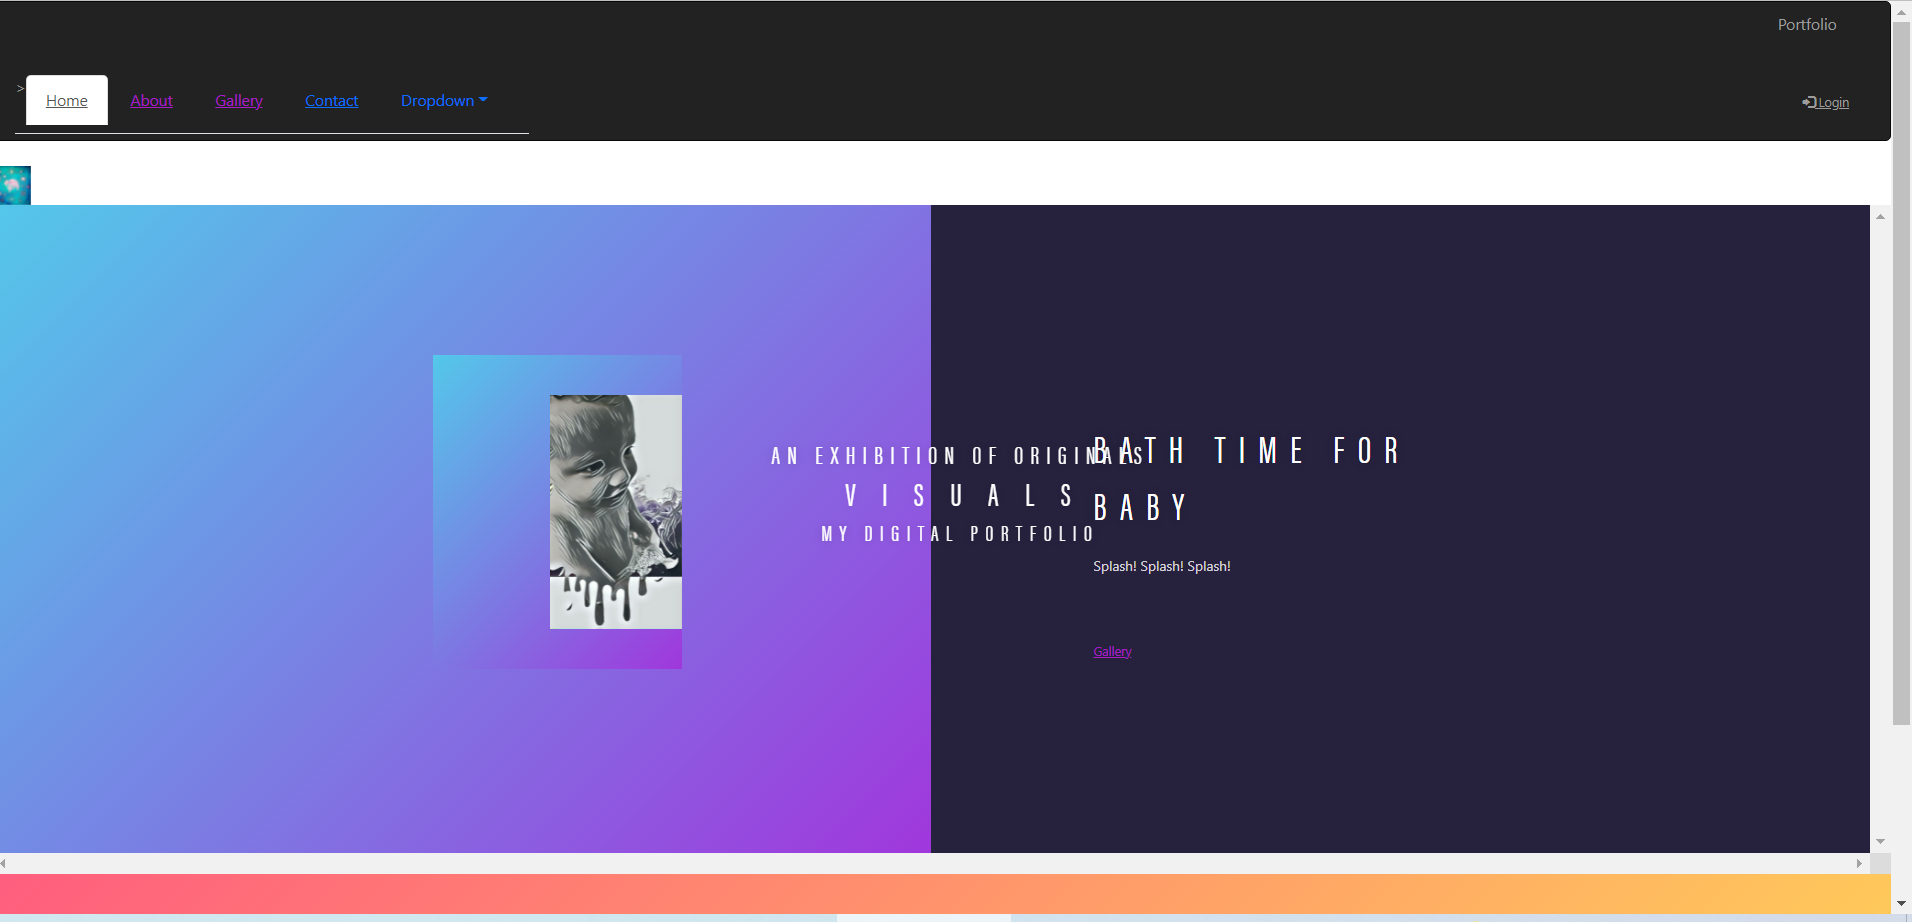 Portfolio
> Home About Gallery Contact Dropdown Login
AN EXHIBITION OF ORIGINALS
VISUALS
MY DIGITAL PORTFOLIO
BATH TIME FOR
BABY
Splash! Splash! Splash!
Gallery